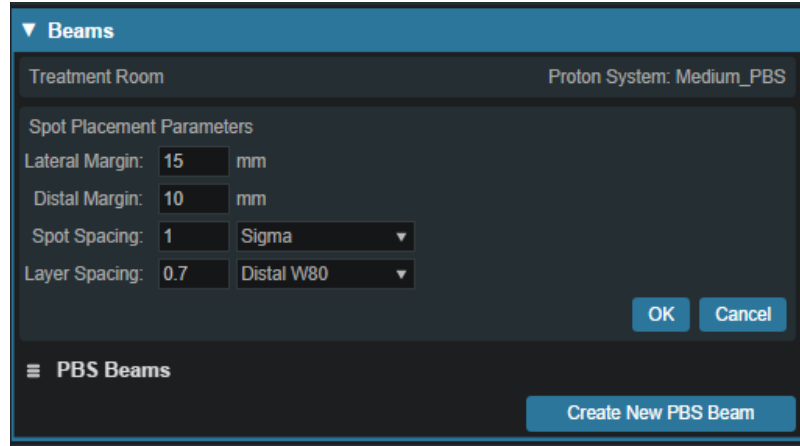 Beams
Treatment Room Proton System: Medium_PBS
Spot Placement Parameters
Lateral Margin: 15 mm
Distal Margin: 10 mm
Spot Spacing: 1 Sigma
Layer Spacing: 0.7 Distal W80
OK Cancel
PBS Beams
Create New PBS Beam